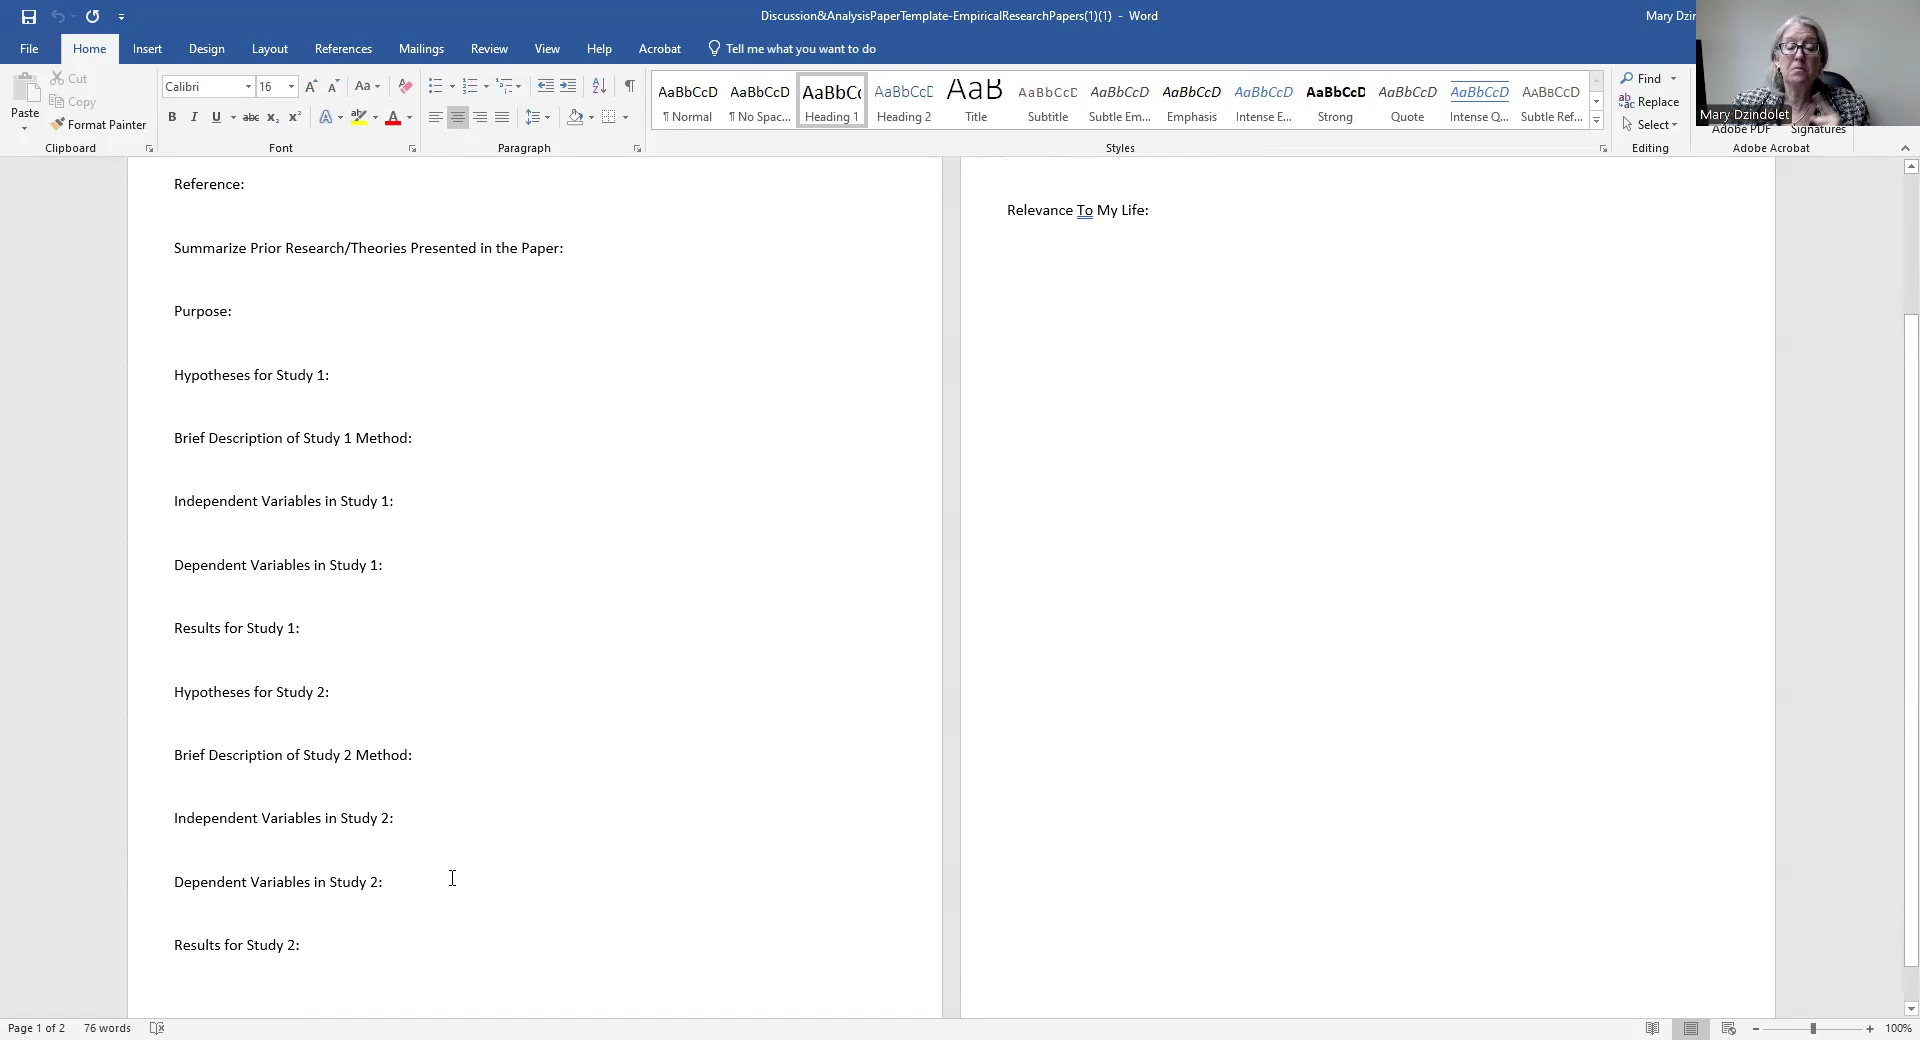 Discussion&AnalysisPaperTemplate-EmpiricalResearchPapers(1)(1) - Word
Mary Dzin
File Home Insert Design Layout References Mailings Review View Help Acrobat Tell me what you want to do
Paste
Cut
Copy
Format Painter
Clipboard
Calibri 16
Font
Paragraph
AaBbCcD AaBbCcD AaBbCc AaBbCcD AaB AaBbCcD AaBbCcD AaBbCcD AaBbCcD AaBbCcD AaBbCcD AaBbCcD AaBbCcD
¶ Normal ¶ No Spac... Heading 1 Heading 2 Title Subtitle Subtle Em... Emphasis Intense E... Strong Quote Intense Q... Subtle Ref...
Styles
Find
Replace
Select
Editing
Mary Dzindolet
Adobe PDF Signatures
Adobe Acrobat
Reference:
Summarize Prior Research/Theories Presented in the Paper:
Purpose:
Hypotheses for Study 1:
Brief Description of Study 1 Method:
Independent Variables in Study 1:
Dependent Variables in Study 1:
Results for Study 1:
Hypotheses for Study 2:
Brief Description of Study 2 Method:
Independent Variables in Study 2:
Dependent Variables in Study 2:
Results for Study 2:
Relevance To My Life:
Page 1 of 2 76 words
100%